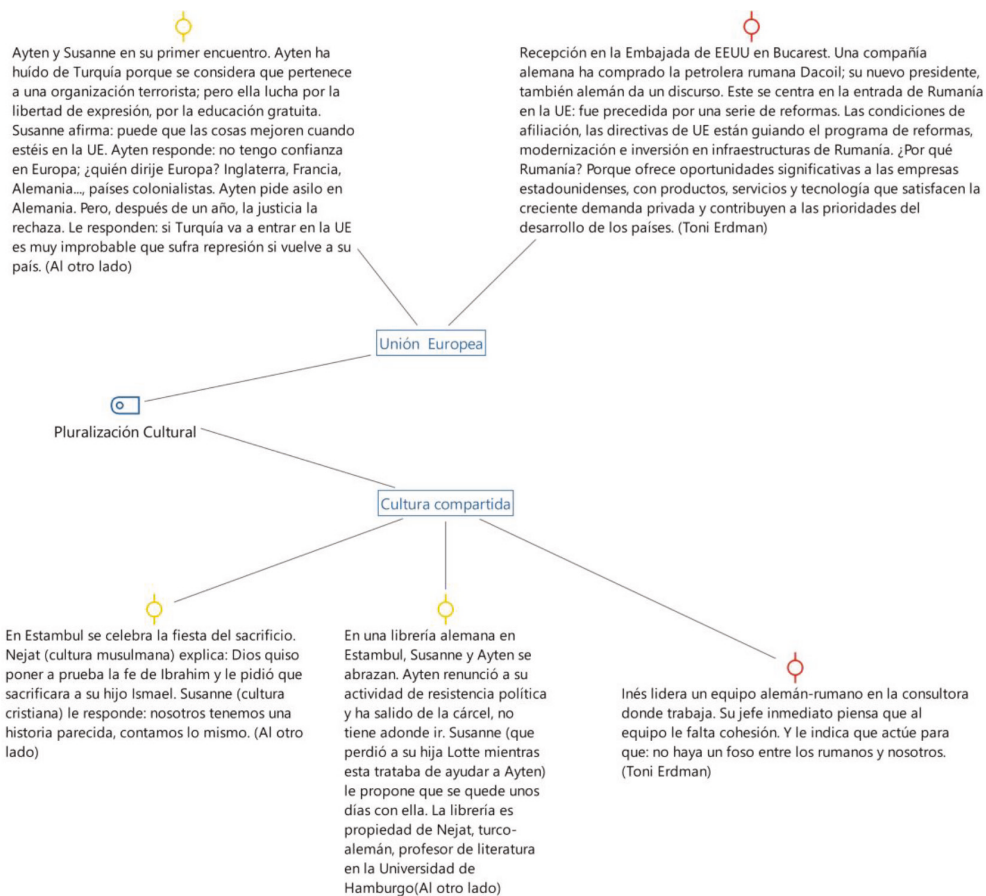 Ayten y Susanne en su primer encuentro. Ayten ha
huído de Turquía porque se considera que pertenece
a una organización terrorista; pero ella lucha por la
libertad de expresión, por la educación gratuita.
Susanne afirma: puede que las cosas mejoren cuando
estéis en la UE. Ayten responde: no tengo confianza
en Europa; ¿quién dirije Europa? Inglaterra, Francia,
Alemania..., países colonialistas. Ayten pide asilo en
Alemania. Pero, después de un año, la justicia la
rechaza. Le responden: si Turquía va a entrar en la UE
es muy improbable que sufra represión si vuelve a su
país. (Al otro lado)
Recepción en la Embajada de EEUU en Bucarest. Una compañía
alemana ha comprado la petrolera rumana Dacoil; su nuevo presidente,
también alemán da un discurso. Este se centra en la entrada de Rumanía
en la UE: fue precedida por una serie de reformas. Las condiciones de
afiliación, las directivas de UE están guiando el programa de reformas,
modernización e inversión en infraestructuras de Rumanía. ¿Por qué
Rumanía? Porque ofrece oportunidades significativas a las empresas
estadounidenses, con productos, servicios y tecnología que satisfacen la
creciente demanda privada y contribuyen a las prioridades del
desarrollo de los países. (Toni Erdman)
Unión Europea
Pluralización Cultural
Cultura compartida
En Estambul se celebra la fiesta del sacrificio.
Nejat (cultura musulmana) explica: Dios quiso
poner a prueba la fe de Ibrahim y le pidió que
sacrificara a su hijo Ismael. Susanne (cultura
cristiana) le responde: nosotros tenemos una
historia parecida, contamos lo mismo. (Al otro
lado)
En una librería alemana en
Estambul, Susanne y Ayten se
abrazan. Ayten renunció a su
actividad de resistencia política
y ha salido de la cárcel, no
tiene adonde ir. Susanne (que
perdió a su hija Lotte mientras
esta trataba de ayudar a Ayten)
le propone que se quede unos
días con ella. La librería es
propiedad de Nejat, turco-
alemán, profesor de literatura
en la Universidad de
Hamburgo(Al otro lado)
Inés lidera un equipo alemán-rumano en la consultora
donde trabaja. Su jefe inmediato piensa que al
equipo le falta cohesión. Y le indica que actúe para
que: no haya un foso entre los rumanos y nosotros.
(Toni Erdman)